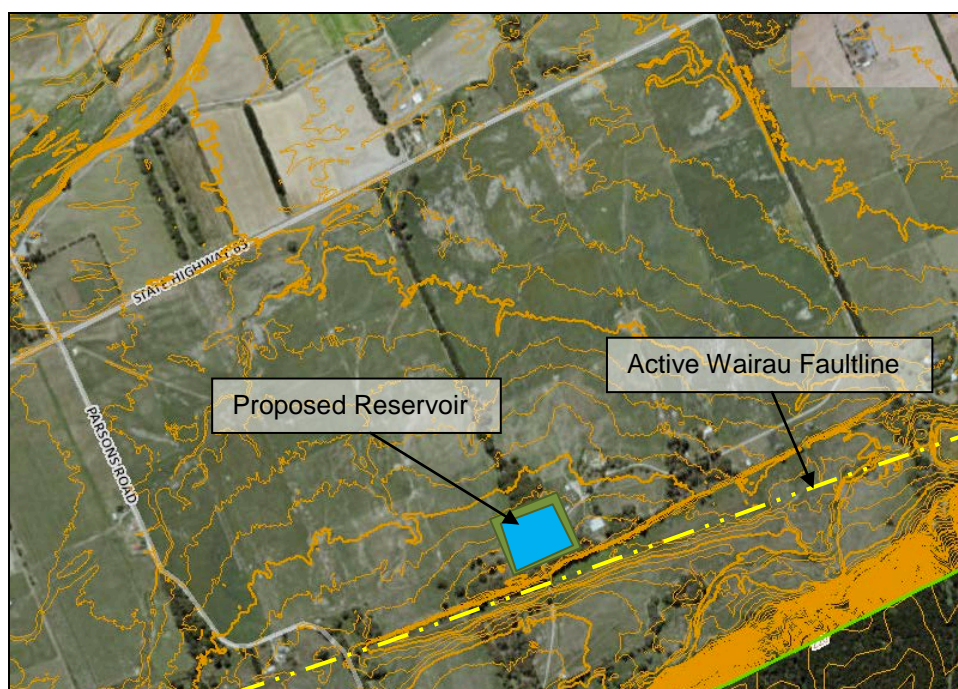 STATE HIGHWAY 63
Active Wairau Faultline
Proposed Reservoir
PARSONS ROAD